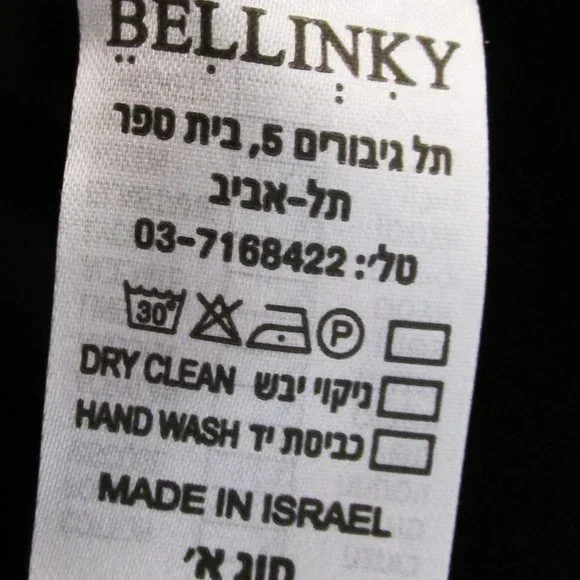 BELLINKY
תל גיבורים 5, בית ספר
תל-אביב
טל': 03-7168422
30° P
DRY CLEAN ניקוי יבש
HAND WASH כביסת יד
MADE IN ISRAEL
סוג א'